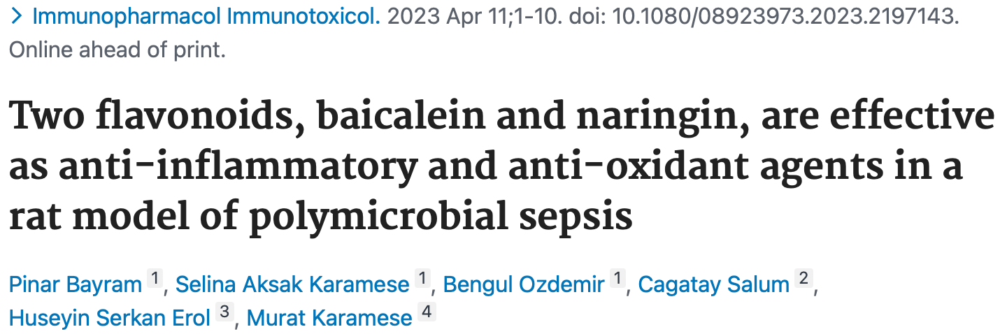 > Immunopharmacol Immunotoxicol. 2023 Apr 11;1-10. doi: 10.1080/08923973.2023.2197143.
Online ahead of print.
Two flavonoids, baicalein and naringin, are effective
as anti-inflammatory and anti-oxidant agents in a
rat model of polymicrobial sepsis
Pinar Bayram 1, Selina Aksak Karamese 1, Bengul Ozdemir 1, Cagatay Salum 2,
Huseyin Serkan Erol 3, Murat Karamese 4